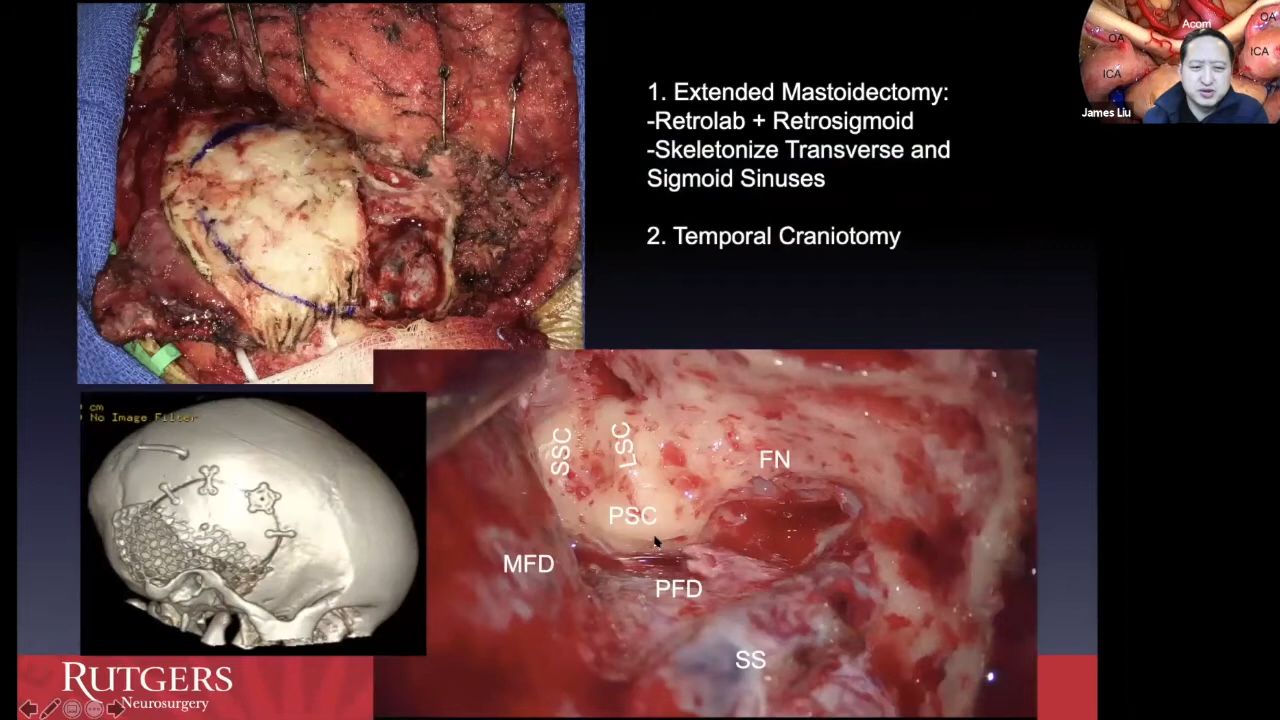 1. Extended Mastoidectomy:
-Retrolab + Retrosigmoid
-Skeletonize Transverse and
Sigmoid Sinuses
2. Temporal Craniotomy
Acom
OA
OA
ICA
ICA
James Liu
cm
No Image Filter
SSC
LSC
FN
PSC
MFD
PFD
SS
RUTGERS
Neurosurgery